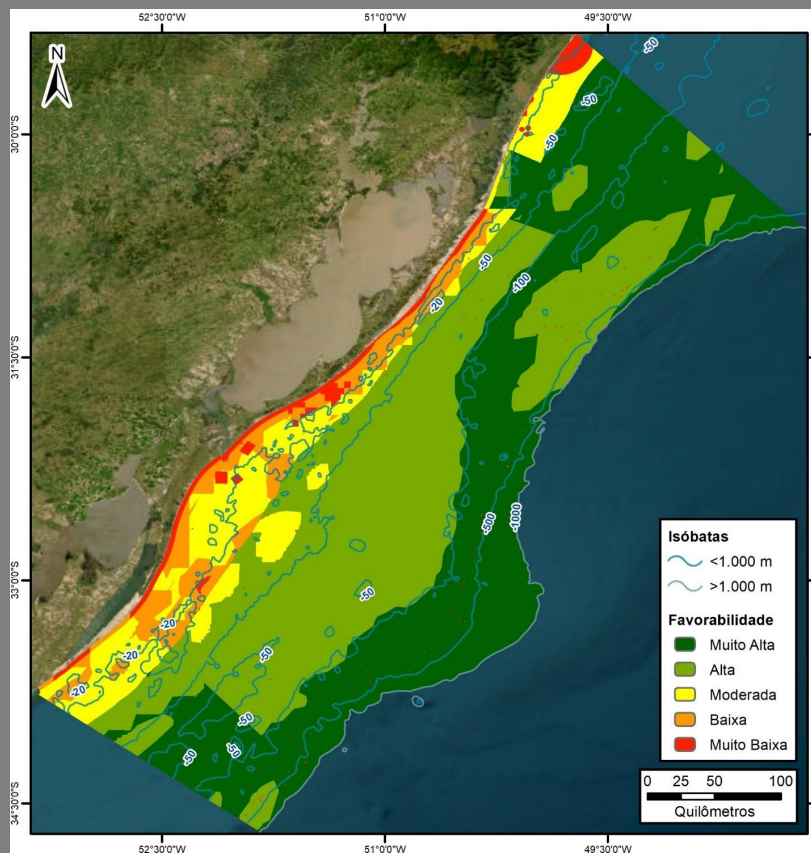 52°30'0"W
51°0'0"W
49°30'0"W
N
30°0'0"S
31°30'0"S
33°0'0"S
34°30'0"S
-50
-50
-50
-50
-20
-100
-500
-1000
-50
-20
-20
-20
-50
-50
-50
-50
Isóbatas
<1.000 m
>1.000 m
Favorabilidade
Muito Alta
Alta
Moderada
Baixa
Muito Baixa
0 25 50 100
Quilômetros
52°30'0"W
51°0'0"W
49°30'0"W